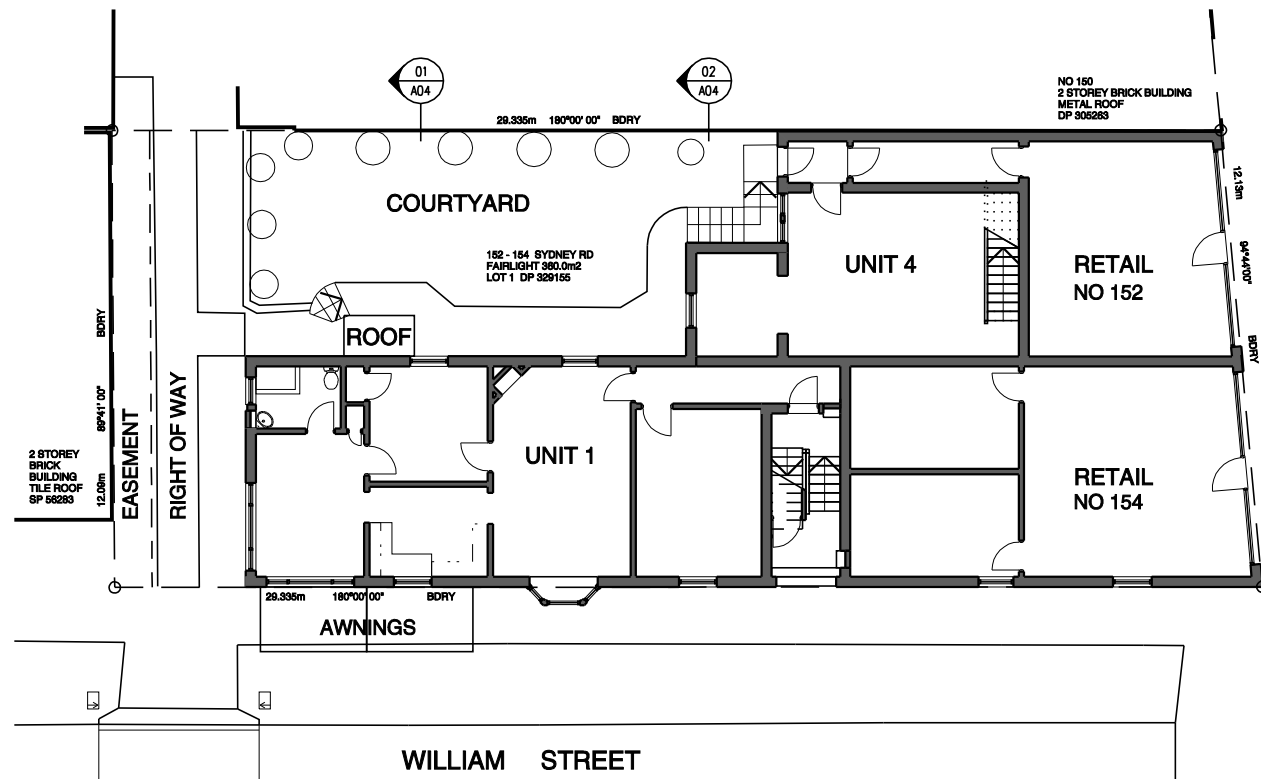 01
A04
02
A04
NO 150
2 STOREY BRICK BUILDING
METAL ROOF
DP 305263
29.335m 180°00' 00" BDRY
12.13m 94°44'00" BDRY
COURTYARD
152 - 154 SYDNEY RD
FAIRLIGHT 360.0m2
LOT 1 DP 329155
UNIT 4
RETAIL
NO 152
ROOF
UNIT 1
RETAIL
NO 154
2 STOREY
BRICK
BUILDING
TILE ROOF
SP 56283
12.09m 89°41' 00" BDRY
EASEMENT
RIGHT OF WAY
29.335m 180°00' 00" BDRY
AWNINGS
WILLIAM STREET